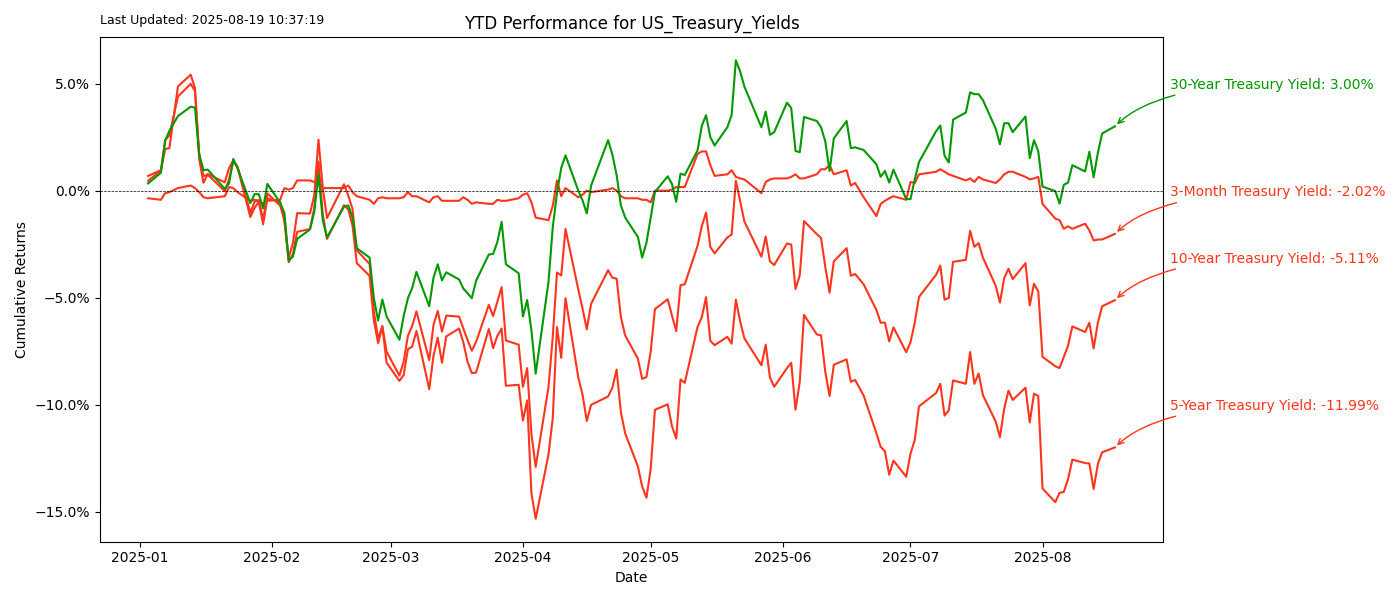 Last Updated: 2025-08-19 10:37:19
YTD Performance for US_Treasury_Yields
5.0%
0.0%
−5.0%
−10.0%
−15.0%
Cumulative Returns
2025-01
2025-02
2025-03
2025-04
2025-05
2025-06
2025-07
2025-08
Date
30-Year Treasury Yield: 3.00%
3-Month Treasury Yield: -2.02%
10-Year Treasury Yield: -5.11%
5-Year Treasury Yield: -11.99%